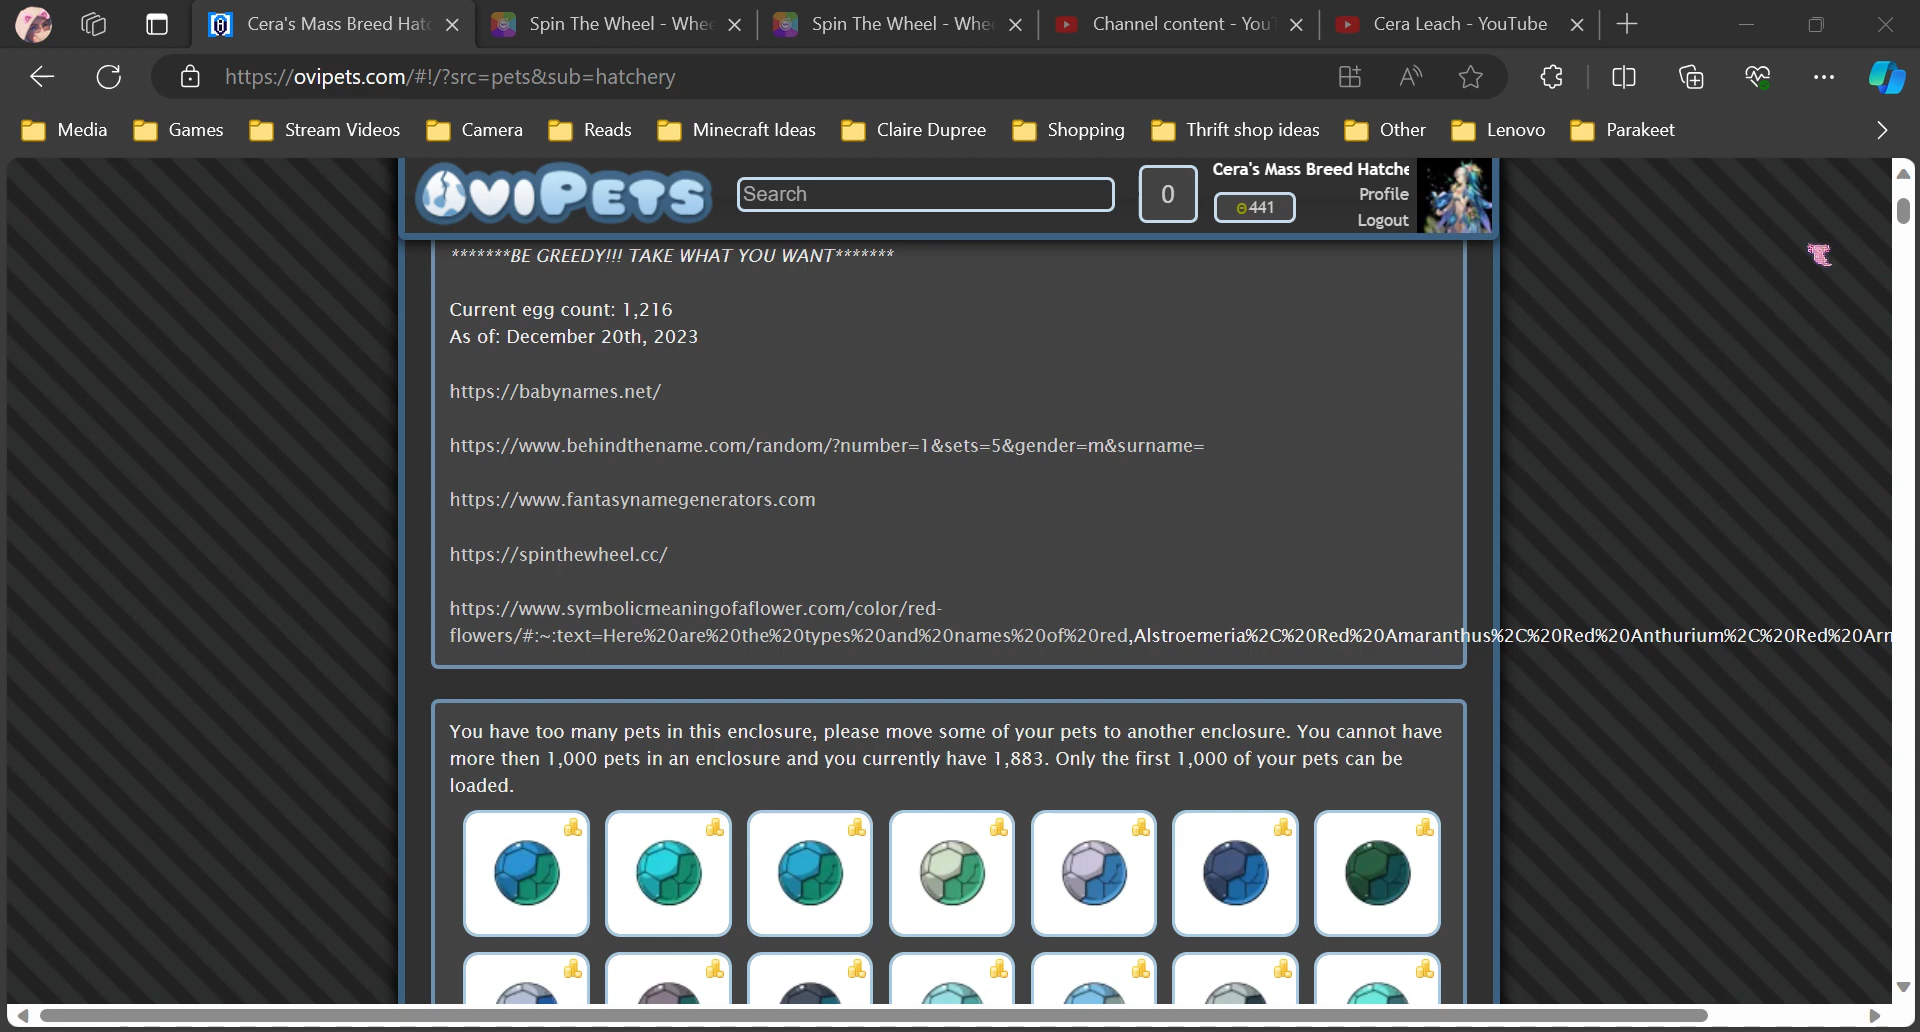 Cera's Mass Breed Hatc
Spin The Wheel - Whee
Spin The Wheel - Whe
Channel content - YouT
Cera Leach - YouTube
https://ovipets.com/#!/?src=pets&sub=hatchery
Media
Games
Stream Videos
Camera
Reads
Minecraft Ideas
Claire Dupree
Shopping
Thrift shop ideas
Other
Lenovo
Parakeet
OviPets
Search
0
Cera's Mass Breed Hatche
441
Profile
Logout
*******BE GREEDY!!! TAKE WHAT YOU WANT*******
Current egg count: 1,216
As of: December 20th, 2023
https://babynames.net/
https://www.behindthename.com/random/?number=1&sets=5&gender=m&surname=
https://www.fantasynamegenerators.com
https://spinthewheel.cc/
https://www.symbolicmeaningofaflower.com/color/red-
flowers/#:~:text=Here%20are%20the%20types%20and%20names%20of%20red,Alstroemeria%2C%20Red%20Amaranthus%2C%20Red%20Anthurium%2C%20Red%20Arn
You have too many pets in this enclosure, please move some of your pets to another enclosure. You cannot have
more then 1,000 pets in an enclosure and you currently have 1,883. Only the first 1,000 of your pets can be
loaded.